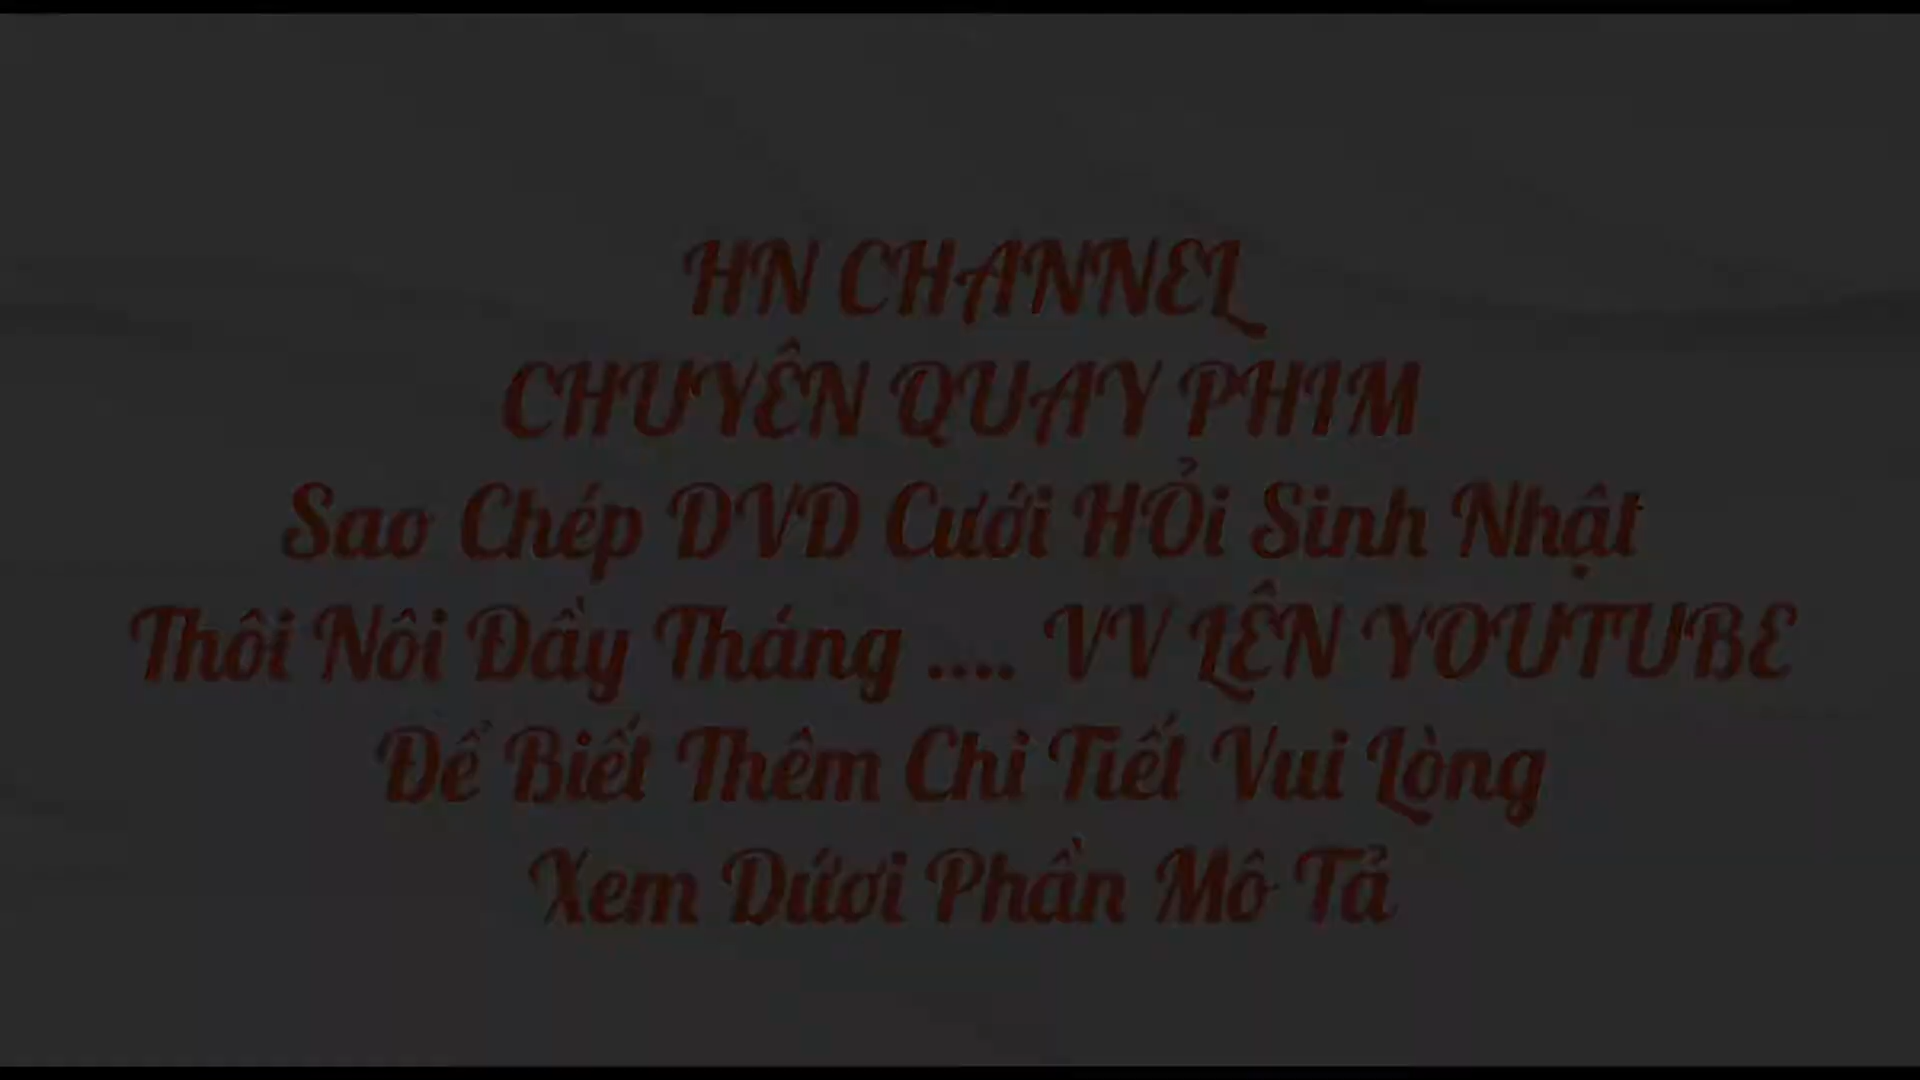 HN CHANNEL
CHUYÊN QUAY PHIM
Sao Chép DVD Cưới HỎi Sinh Nhật
Thôi Nôi Đầy Tháng .... VV LÊN YOUTUBE
Để Biết Thêm Chi Tiết Vui Lòng
Xem Dứơi Phần Mô Tả